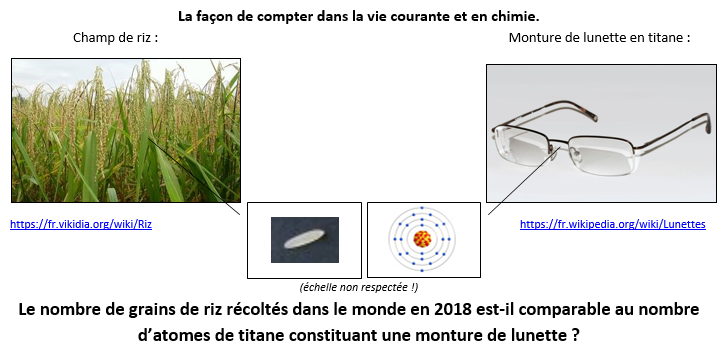 La façon de compter dans la vie courante et en chimie.
Champ de riz :
Monture de lunette en titane :
https://fr.vikidia.org/wiki/Riz
https://fr.wikipedia.org/wiki/Lunettes
(échelle non respectée !)
Le nombre de grains de riz récoltés dans le monde en 2018 est-il comparable au nombre
d’atomes de titane constituant une monture de lunette ?